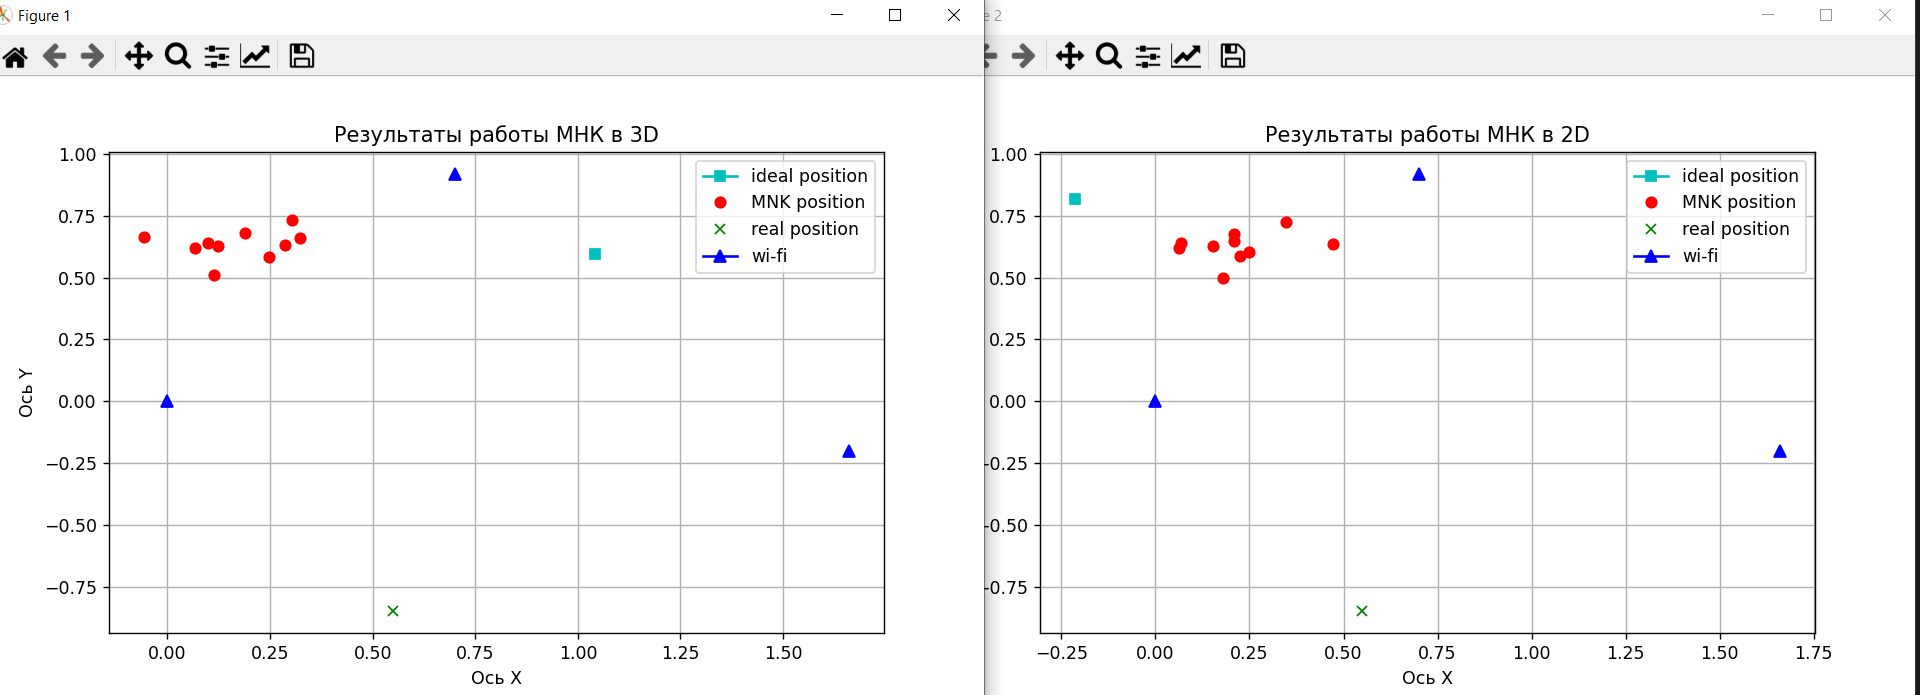 Figure 1
e 2
Результаты работы МНК в 3D
1.00
0.75
0.50
0.25
0.00
−0.25
−0.50
−0.75
Ось Y
ideal position
MNK position
real position
wi-fi
0.00 0.25 0.50 0.75 1.00 1.25 1.50
Ось X
Результаты работы МНК в 2D
1.00
0.75
0.50
0.25
0.00
-0.25
-0.50
-0.75
ideal position
MNK position
real position
wi-fi
−0.25 0.00 0.25 0.50 0.75 1.00 1.25 1.50 1.75
Ось X